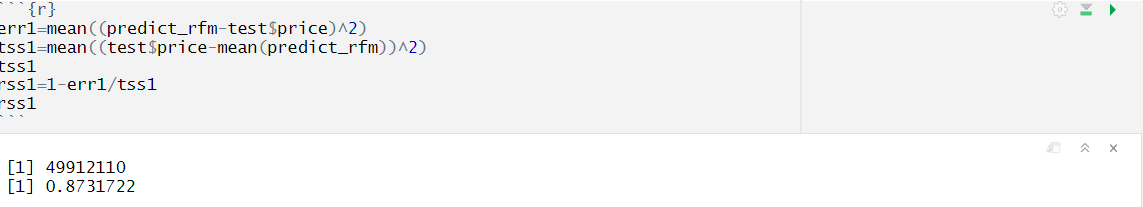 ```{r}
err1=mean((predict_rfm-test$price)^2)
tss1=mean((test$price-mean(predict_rfm))^2)
tss1
rss1=1-err1/tss1
rss1
```
[1] 49912110
[1] 0.8731722